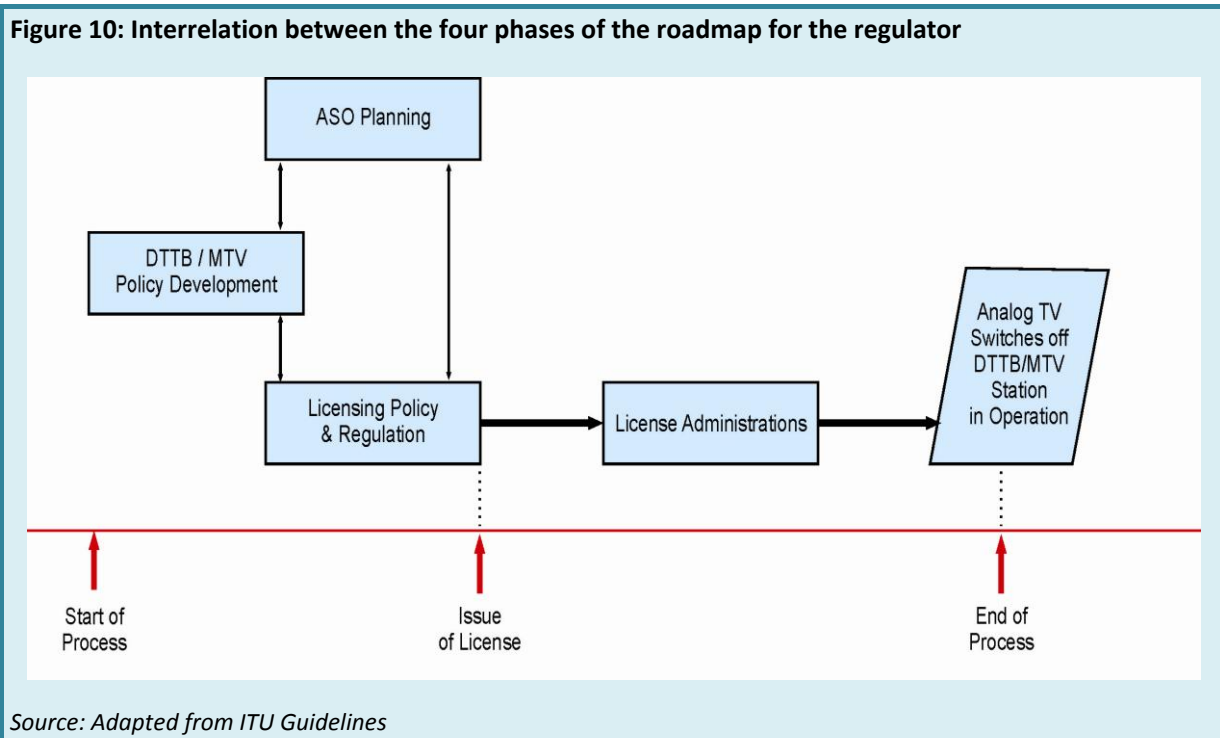 Figure 10: Interrelation between the four phases of the roadmap for the regulator
ASO Planning
DTTB / MTV
Policy Development
Licensing Policy
& Regulation
License Administrations
Analog TV
Switches off
DTTB/MTV
Station
in Operation
Start of
Process
Issue
of License
End of
Process
Source: Adapted from ITU Guidelines